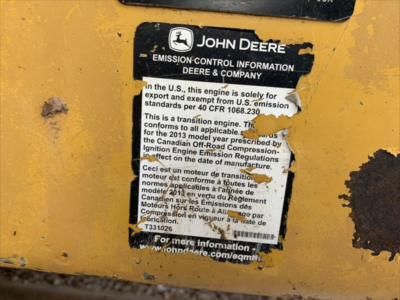 JOHN DEERE
EMISSION CONTROL INFORMATION
DEERE & COMPANY
In the U.S., this engine is solely for
export and exempt from U.S. emission
standards per 40 CFR 1068.230
This is a transition engine. The
conforms to all applicable
for the 2013 model year prescribed by
the Canadian Off-Road Compression-
Ignition Engine Emission Regulations
effect on the date of manufacture.
Ceci est un moteur de transition
moteur est conforme à toutes les
normes applicables à l'année de
modèle 2013 en vertu du Règlement
Canadien sur les Émissions des
Moteurs Hors Route à Allumage par
Compression en vigueur à la date de
fabrication.
T331026
For more information -
www.johndeere.com/eqmm